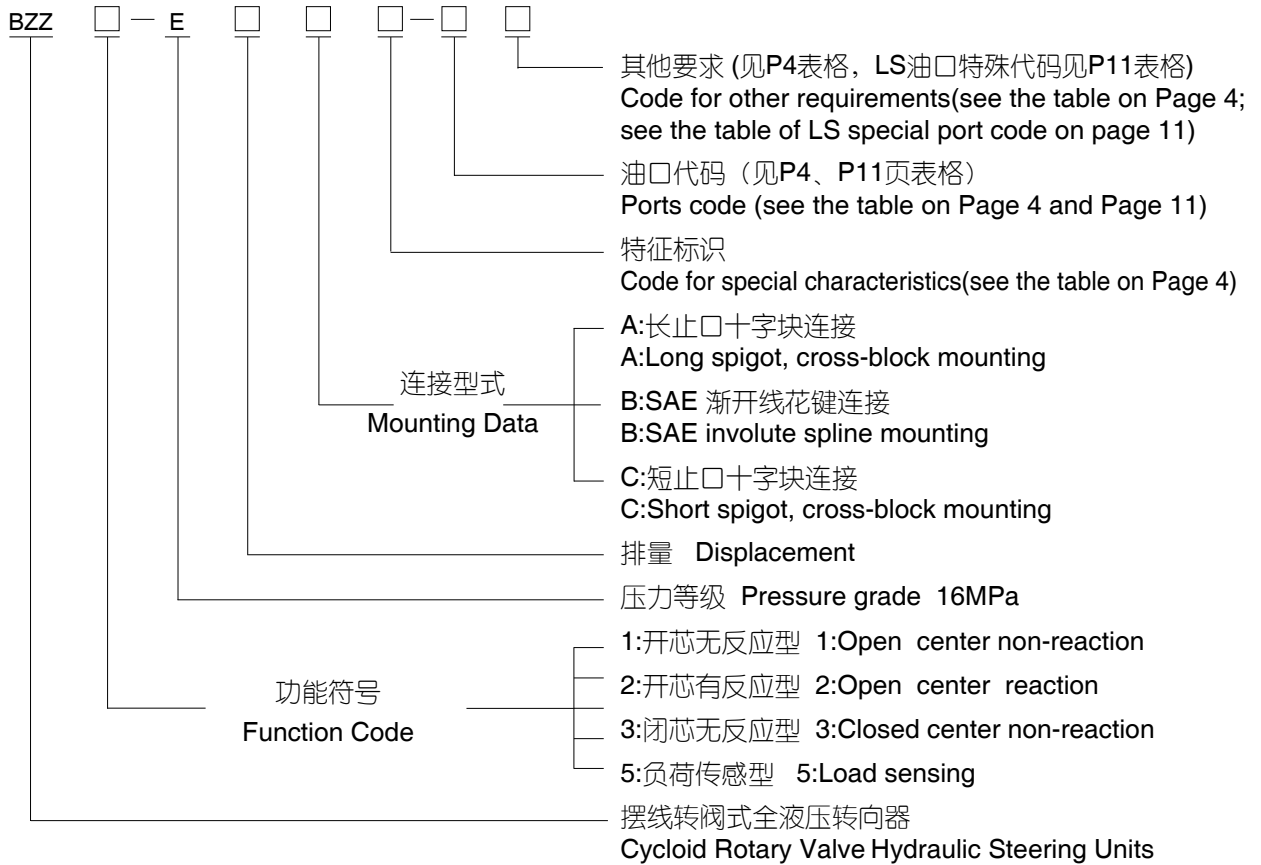 BZZ □ — E □ □ □ — □ □
其他要求 (见P4表格，LS油口特殊代码见P11表格)
Code for other requirements(see the table on Page 4;
see the table of LS special port code on page 11)
油口代码（见P4、P11页表格）
Ports code (see the table on Page 4 and Page 11)
特征标识
Code for special characteristics(see the table on Page 4)
连接型式
Mounting Data
A:长止口十字块连接
A:Long spigot, cross-block mounting
B:SAE 渐开线花键连接
B:SAE involute spline mounting
C:短止口十字块连接
C:Short spigot, cross-block mounting
排量 Displacement
压力等级 Pressure grade 16MPa
功能符号
Function Code
1:开芯无反应型 1:Open center non-reaction
2:开芯有反应型 2:Open center reaction
3:闭芯无反应型 3:Closed center non-reaction
5:负荷传感型 5:Load sensing
摆线转阀式全液压转向器
Cycloid Rotary Valve Hydraulic Steering Units